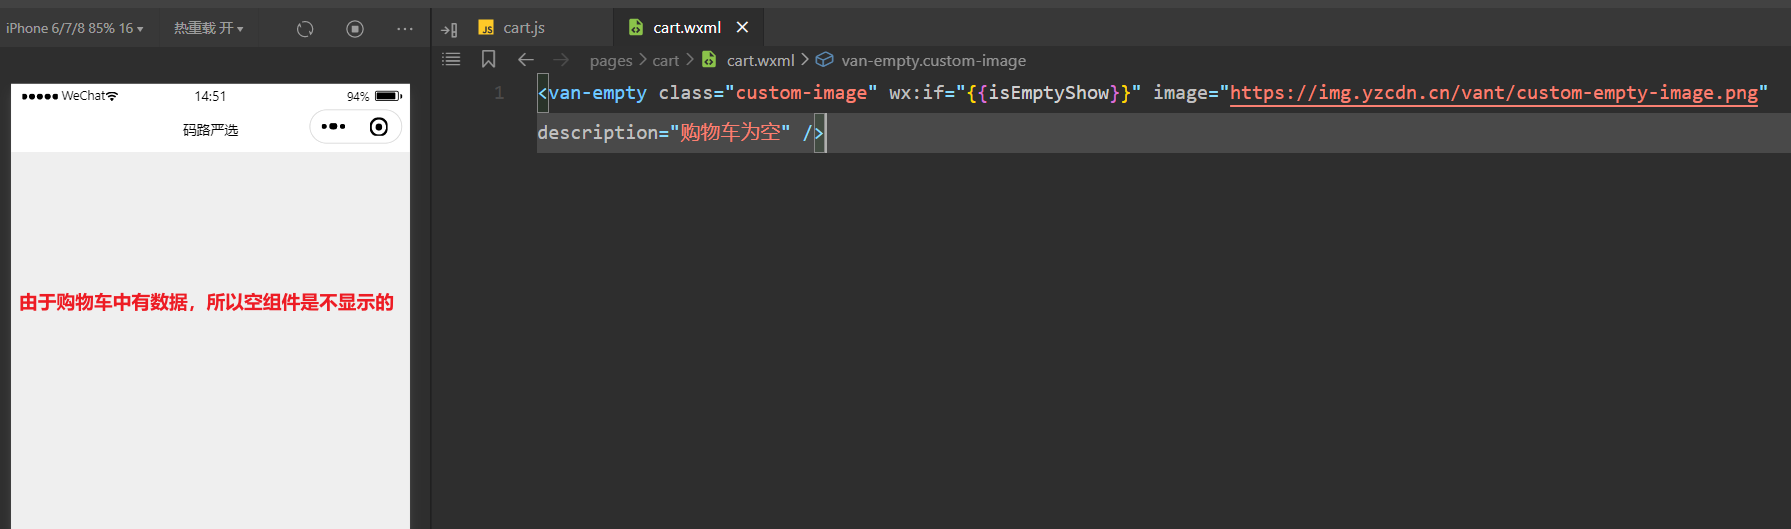 iPhone 6/7/8 85% 16
热重载 开
cart.js
cart.wxml
pages
cart
cart.wxml
van-empty.custom-image
WeChat
14:51
94%
码路严选
由于购物车中有数据，所以空组件是不显示的
1
<van-empty class="custom-image" wx:if="{{isEmptyShow}}" image="https://img.yzcdn.cn/vant/custom-empty-image.png"
description="购物车为空" />